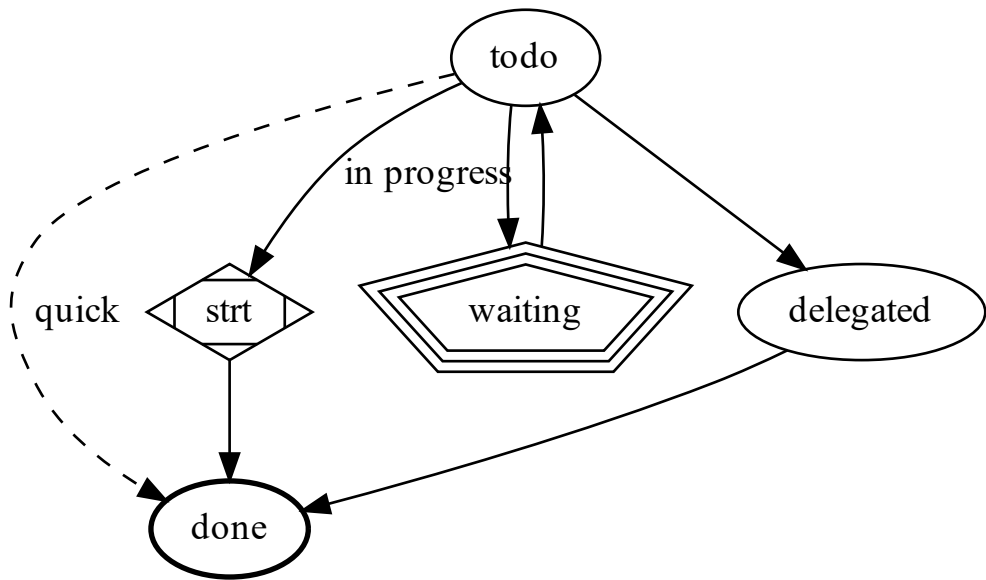 todo
in progress
quick
strt
waiting
delegated
done